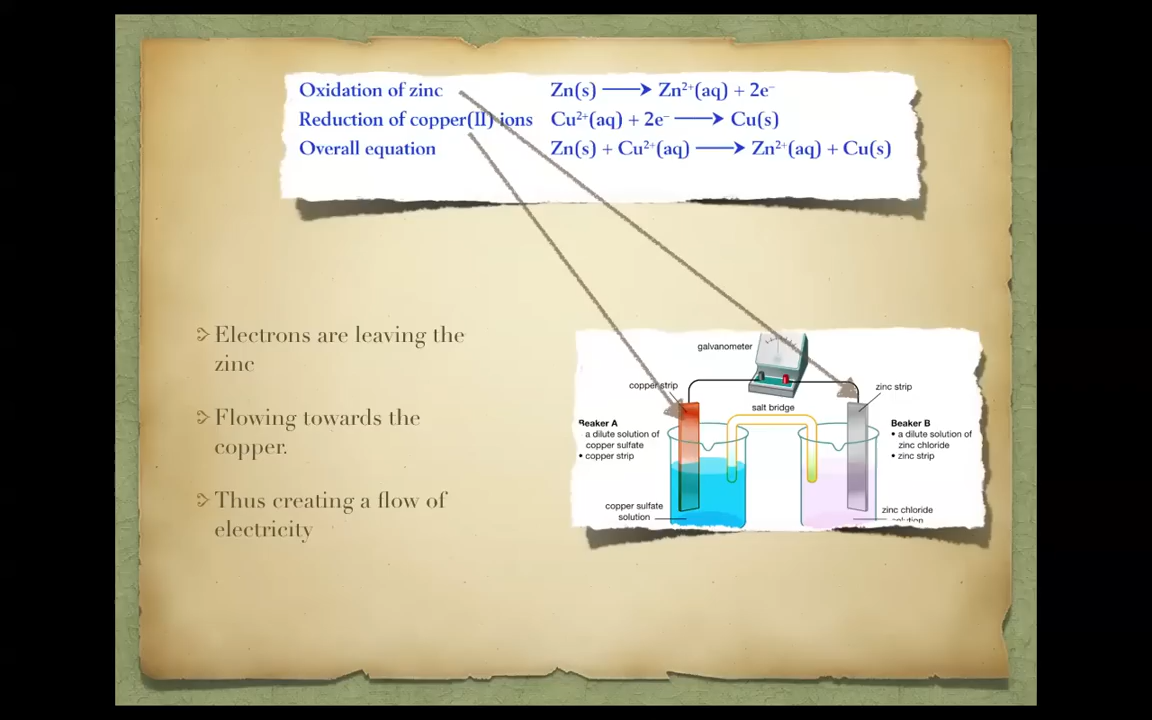 Oxidation of zinc Zn(s) ⟶ Zn²⁺(aq) + 2e⁻
Reduction of copper(II) ions Cu²⁺(aq) + 2e⁻ ⟶ Cu(s)
Overall equation Zn(s) + Cu²⁺(aq) ⟶ Zn²⁺(aq) + Cu(s)
Electrons are leaving the
zinc
Flowing towards the
copper.
Thus creating a flow of
electricity
galvanometer
copper strip
zinc strip
salt bridge
Beaker A
a dilute solution of
copper sulfate
• copper strip
Beaker B
• a dilute solution of
zinc chloride
• zinc strip
copper sulfate
solution
zinc chloride
solution